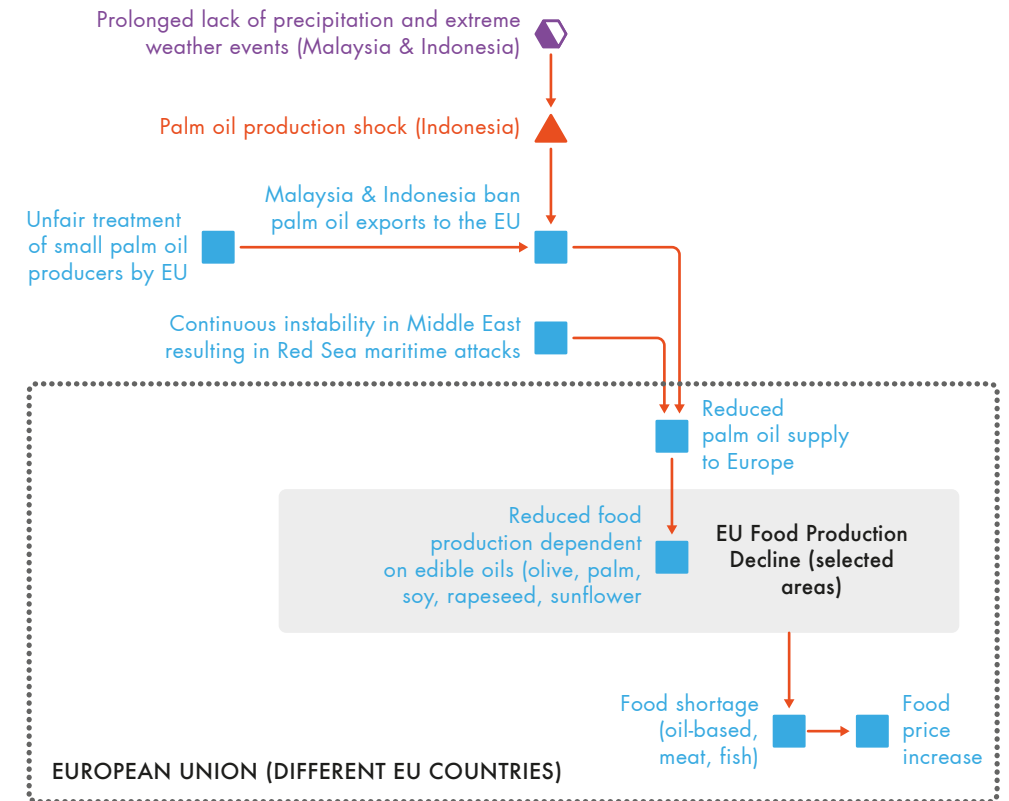 Prolonged lack of precipitation and extreme
weather events (Malaysia & Indonesia)
Palm oil production shock (Indonesia)
Malaysia & Indonesia ban
palm oil exports to the EU
Unfair treatment
of small palm oil
producers by EU
Continuous instability in Middle East
resulting in Red Sea maritime attacks
Reduced
palm oil supply
to Europe
Reduced food
production dependent
on edible oils (olive, palm,
soy, rapeseed, sunflower
EU Food Production
Decline (selected
areas)
Food shortage
(oil-based,
meat, fish)
Food
price
increase
EUROPEAN UNION (DIFFERENT EU COUNTRIES)